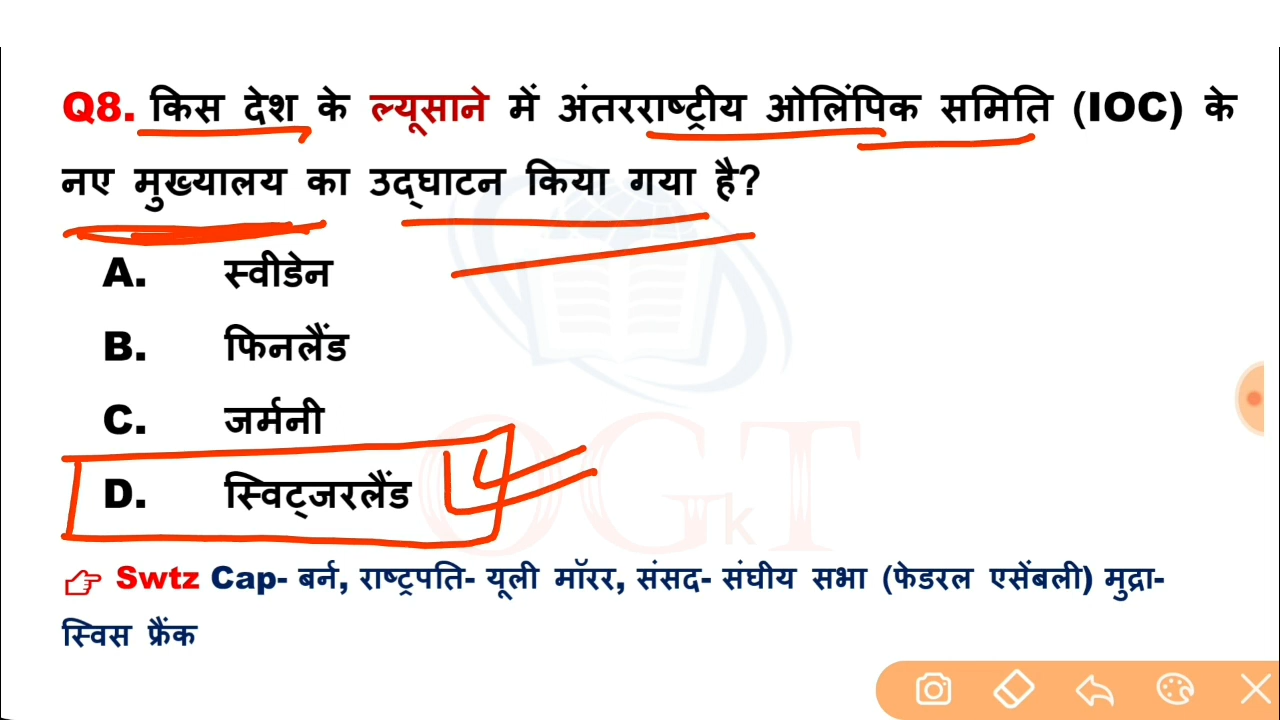 Q8. किस देश के ल्यूसाने में अंतरराष्ट्रीय ओलिंपिक समिति (IOC) के
नए मुख्यालय का उद्घाटन किया गया है?
A. स्वीडेन
B. फिनलैंड
C. जर्मनी
D. स्विट्जरलैंड
OGkT
Swtz Cap- बर्न, राष्ट्रपति- यूली मॉरर, संसद- संघीय सभा (फेडरल एसेंबली) मुद्रा-
स्विस फ्रैंक